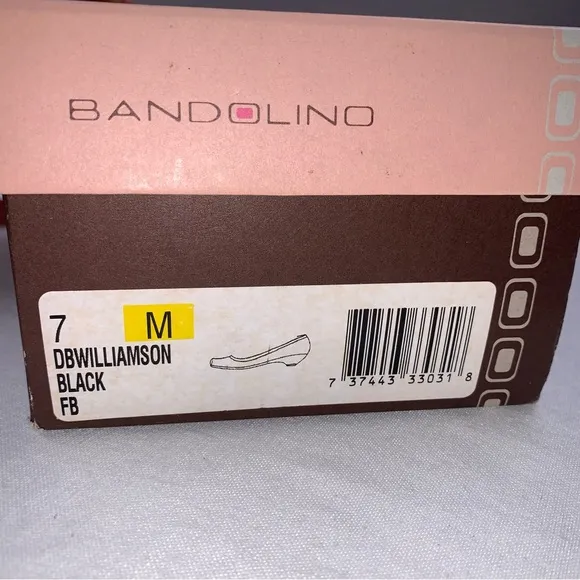 BANDOLINO
7 M
DBWILLIAMSON
BLACK
FB
7 37443 33031 8